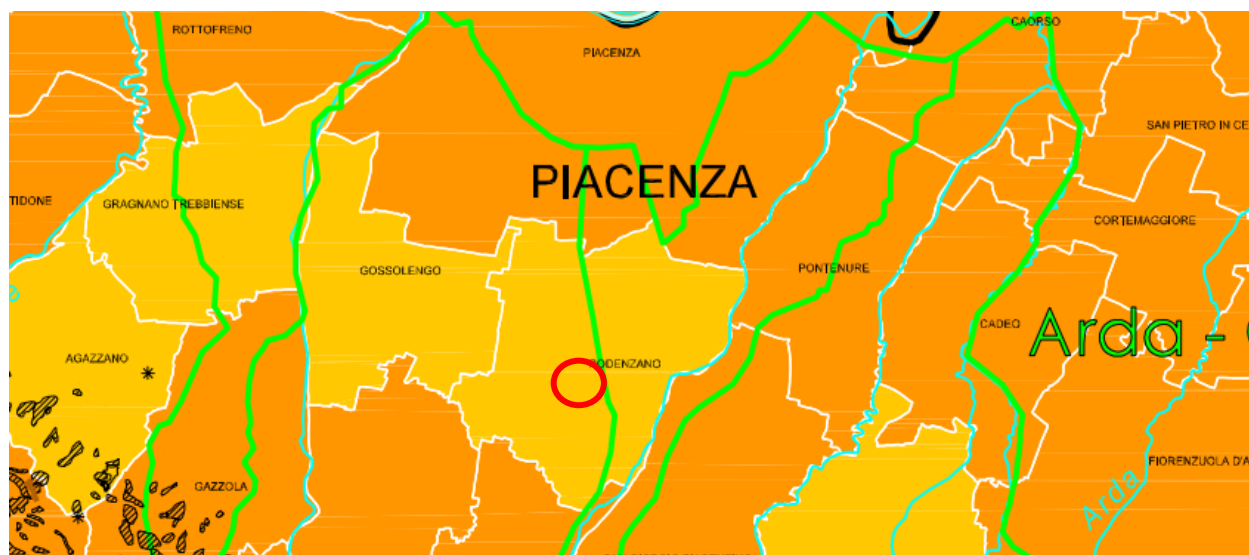 ROTTOFRENO
CAORSO
PIACENZA
SAN PIETRO IN CE
PIACENZA
TIDONE
GRAGNANO TREBBIENSE
CORTEMAGGIORE
GOSSOLENGO
PONTENURE
CADEO
Arda -
AGAZZANO
ODENZANO
FIORENZUOLA D'A
GAZZOLA
Arda